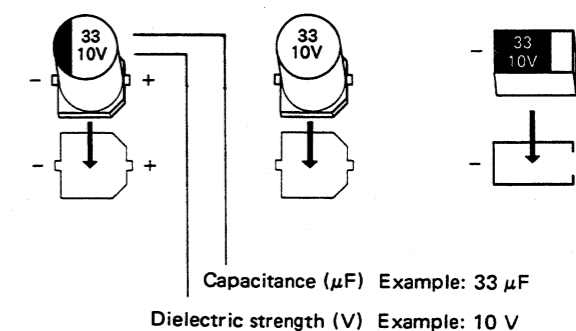 33
10V
- +
- +
33
10V
- 33
10V
-
Capacitance (μF) Example: 33 μF
Dielectric strength (V) Example: 10 V